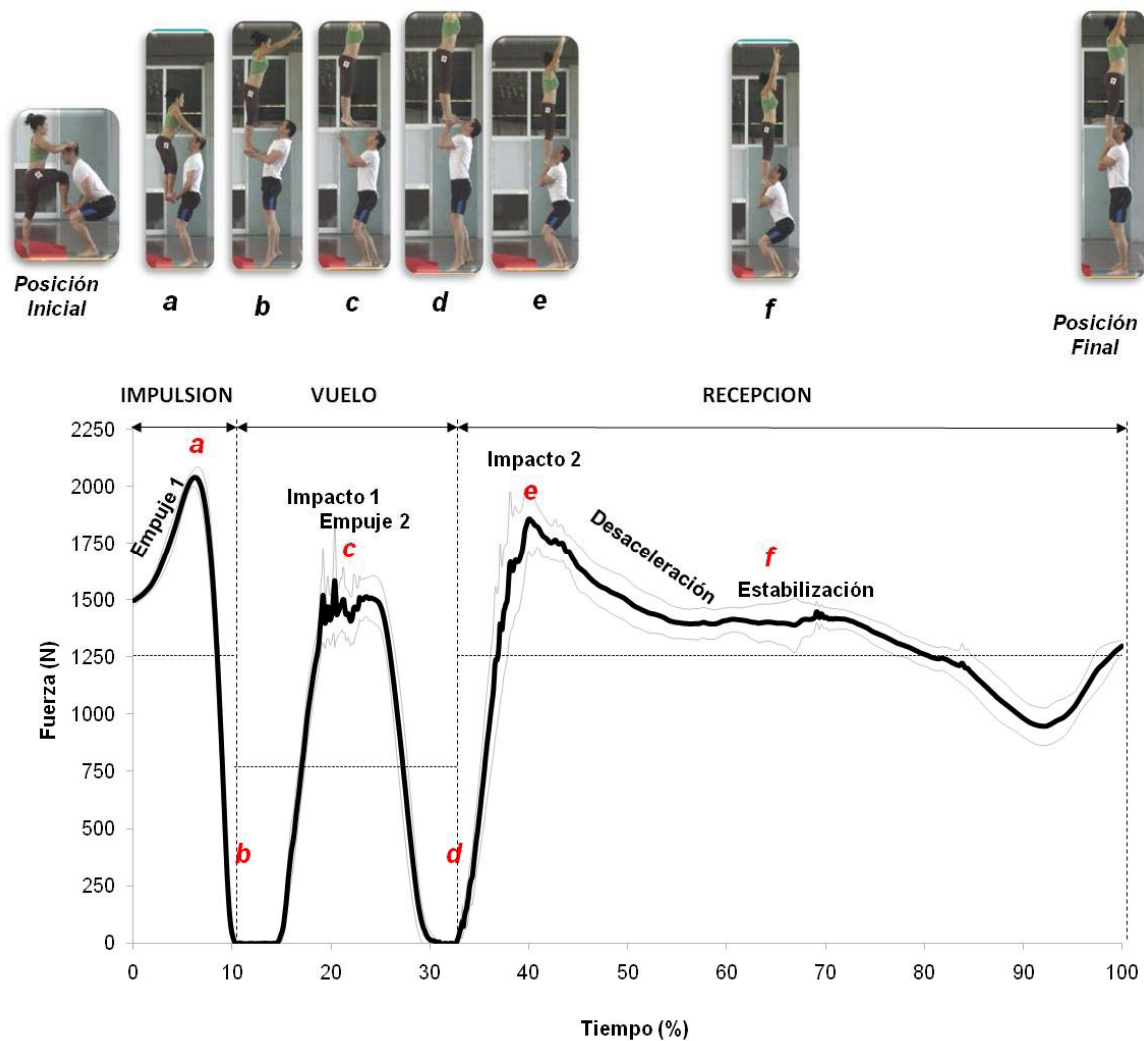 Posición
Inicial
a
b
c
d
e
f
Posición
Final
IMPULSION
VUELO
RECEPCION
Fuerza (N)
2250
2000
1750
1500
1250
1000
750
500
250
0
a
Empuje 1
b
Impacto 1
Empuje 2
c
d
Impacto 2
e
Desaceleración
f
Estabilización
0 10 20 30 40 50 60 70 80 90 100
Tiempo (%)